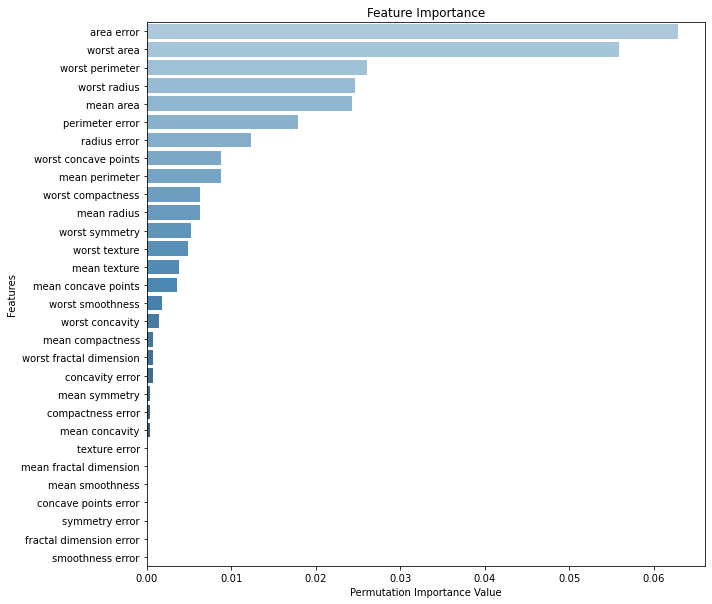 Feature Importance
area error
worst area
worst perimeter
worst radius
mean area
perimeter error
radius error
worst concave points
mean perimeter
worst compactness
mean radius
worst symmetry
worst texture
mean texture
mean concave points
worst smoothness
worst concavity
mean compactness
worst fractal dimension
concavity error
mean symmetry
compactness error
mean concavity
texture error
mean fractal dimension
mean smoothness
concave points error
symmetry error
fractal dimension error
smoothness error
Features
0.00 0.01 0.02 0.03 0.04 0.05 0.06
Permutation Importance Value